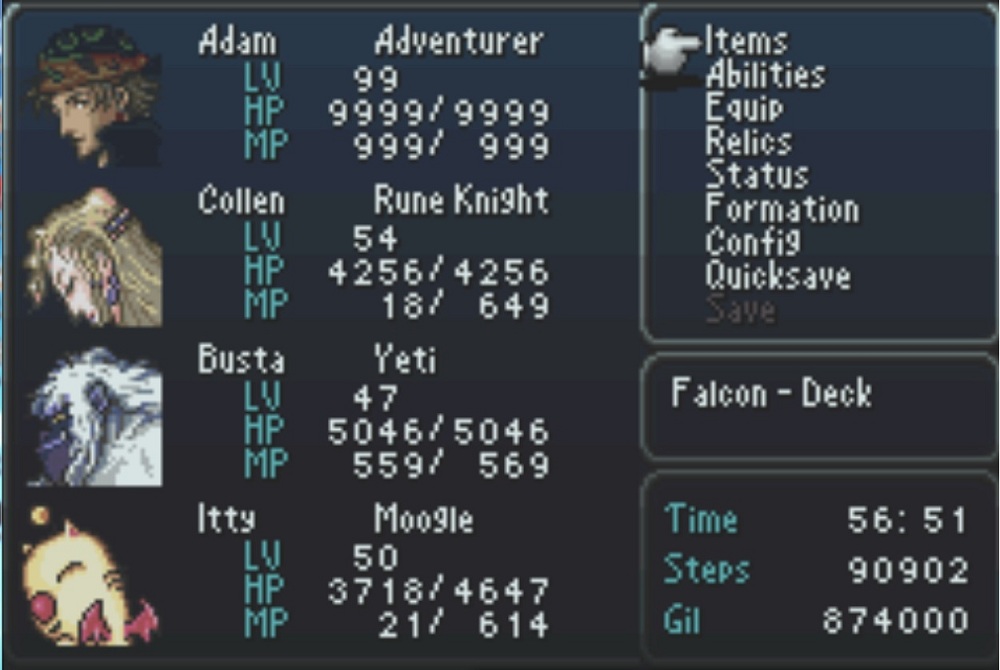 Adam Adventurer
LV 99
HP 9999/9999
MP 999/ 999
Collen Rune Knight
LV 54
HP 4256/4256
MP 18/ 649
Busta Yeti
LV 47
HP 5046/5046
MP 559/ 569
Itty Moogle
LV 50
HP 3718/4647
MP 21/ 614
Items
Abilities
Equip
Relics
Status
Formation
Config
Quicksave
Save
Falcon - Deck
Time 56:51
Steps 90902
Gil 874000